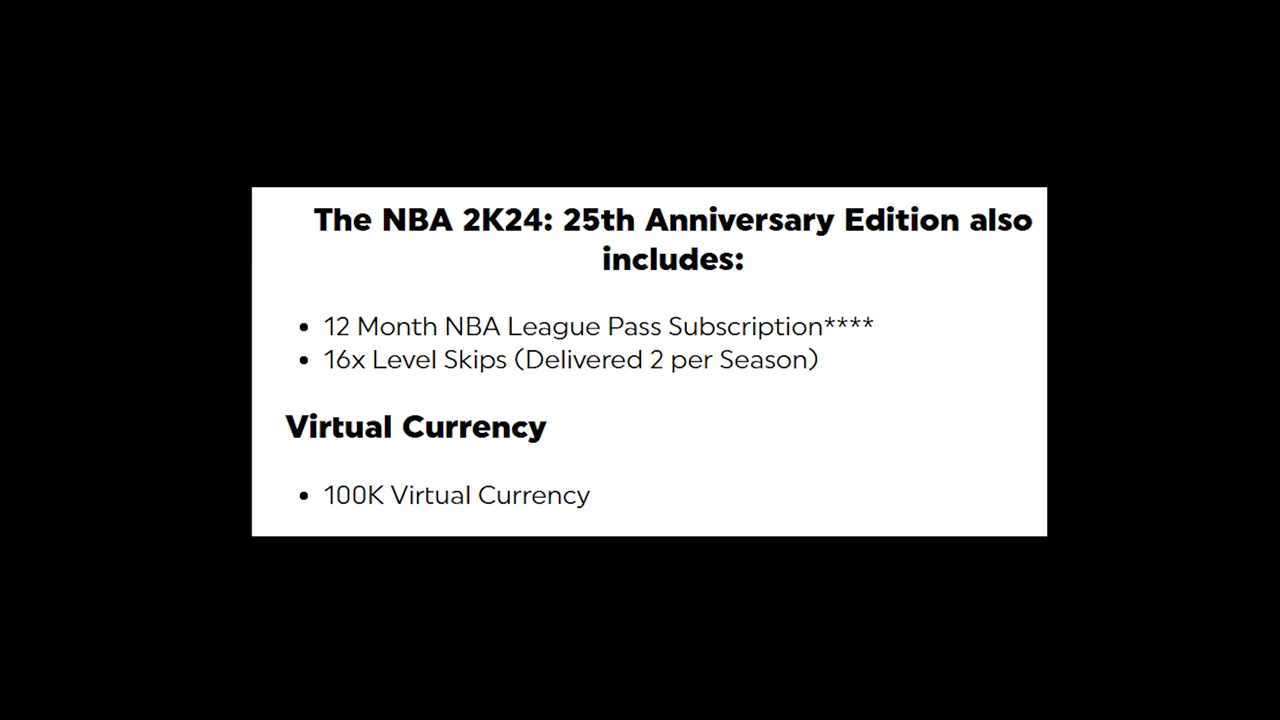 The NBA 2K24: 25th Anniversary Edition also
includes:
• 12 Month NBA League Pass Subscription****
• 16x Level Skips (Delivered 2 per Season)
Virtual Currency
• 100K Virtual Currency